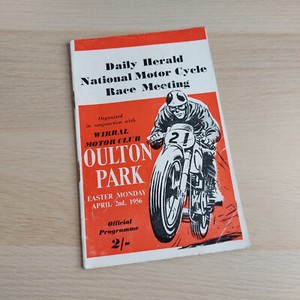 Daily Herald
National Motor Cycle
Race Meeting
Organised
in conjunction with
WIRRAL
MOTOR CLUB
OULTON
PARK
EASTER MONDAY
APRIL 2nd, 1956
Official
Programme
2/-
21